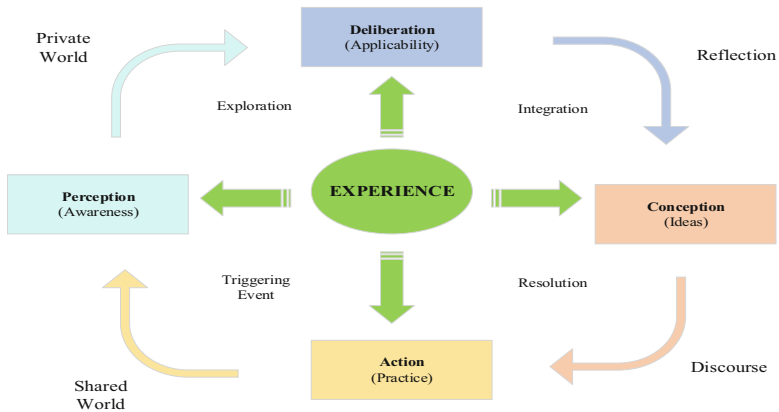 Deliberation
(Applicability)
Private
World
Reflection
Exploration
Integration
Perception
(Awareness)
EXPERIENCE
Conception
(Ideas)
Triggering
Event
Resolution
Action
(Practice)
Shared
World
Discourse